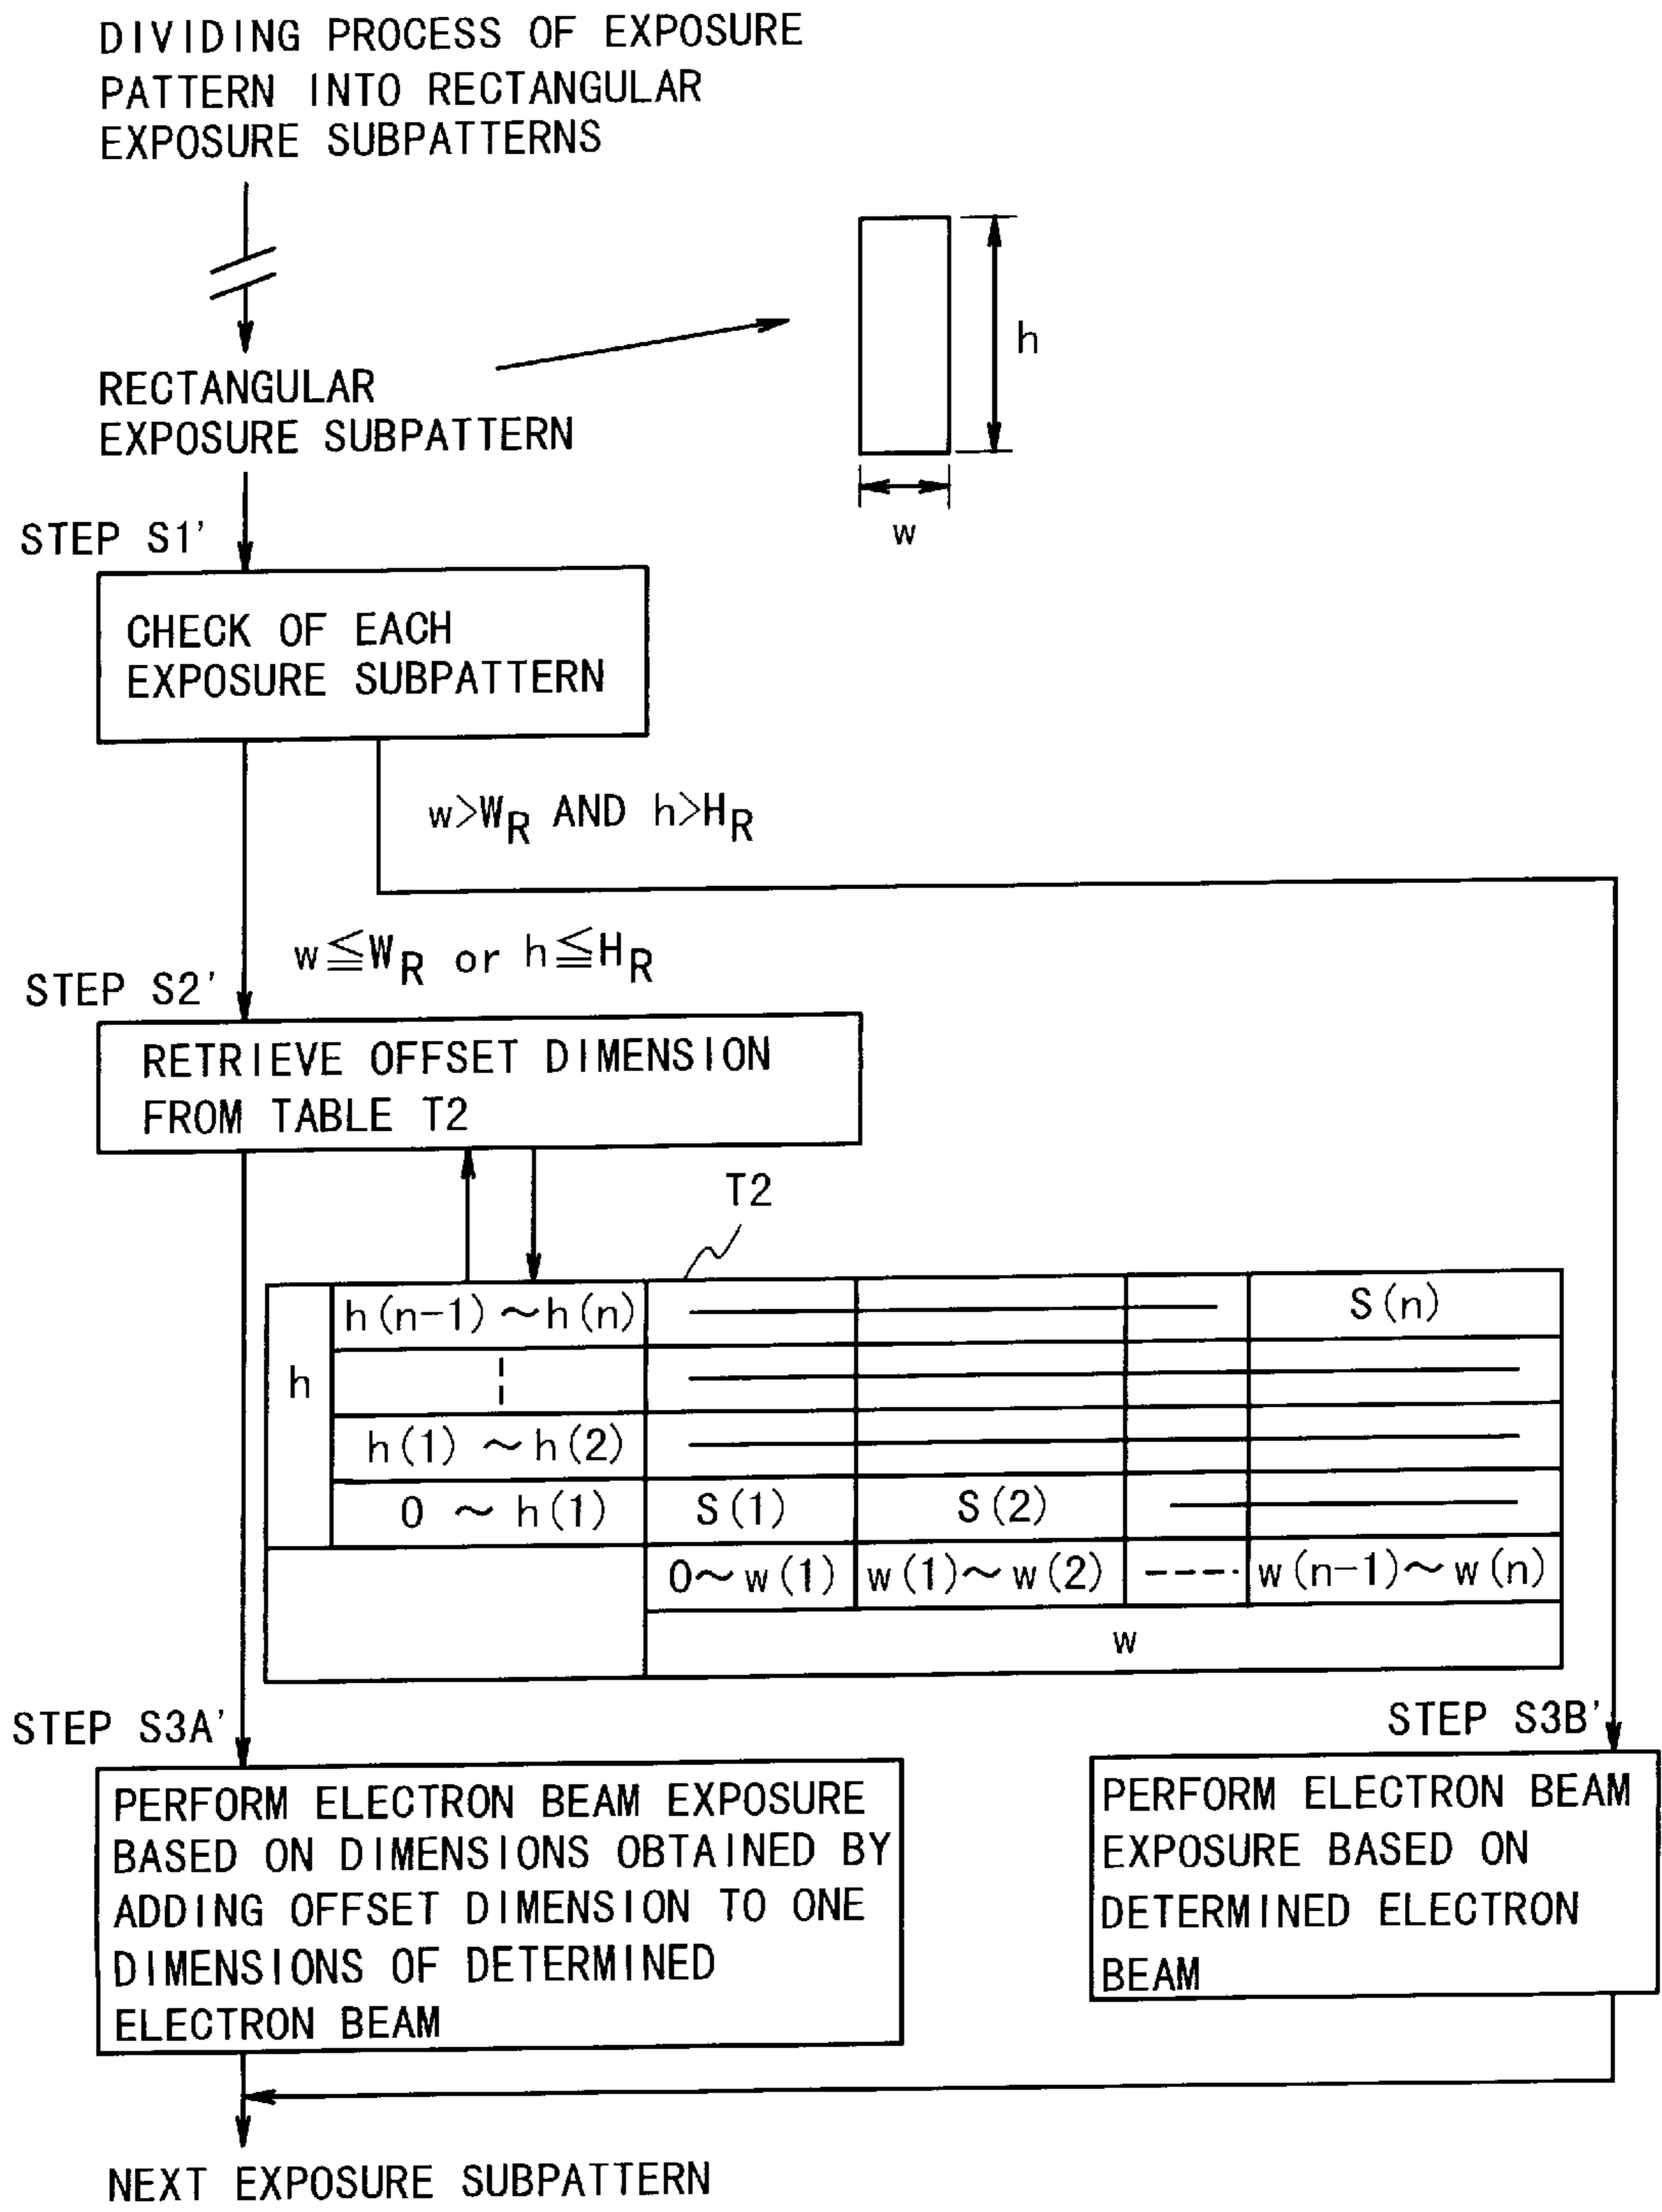 DIVIDING PROCESS OF EXPOSURE
PATTERN INTO RECTANGULAR
EXPOSURE SUBPATTERNS
h
RECTANGULAR
EXPOSURE SUBPATTERN
w
STEP S1'
CHECK OF EACH
EXPOSURE SUBPATTERN
w>WR AND h>HR
w≦WR or h≦HR
STEP S2'
RETRIEVE OFFSET DIMENSION
FROM TABLE T2
T2
h(n-1) ~h(n) S(n)
h
h(1) ~h(2)
0 ~ h(1) S(1) S(2)
0~w(1) w(1)~w(2) ---- w(n-1)~w(n)
w
STEP S3A'
STEP S3B'
PERFORM ELECTRON BEAM EXPOSURE
BASED ON DIMENSIONS OBTAINED BY
ADDING OFFSET DIMENSION TO ONE
DIMENSIONS OF DETERMINED
ELECTRON BEAM
PERFORM ELECTRON BEAM
EXPOSURE BASED ON
DETERMINED ELECTRON
BEAM
NEXT EXPOSURE SUBPATTERN